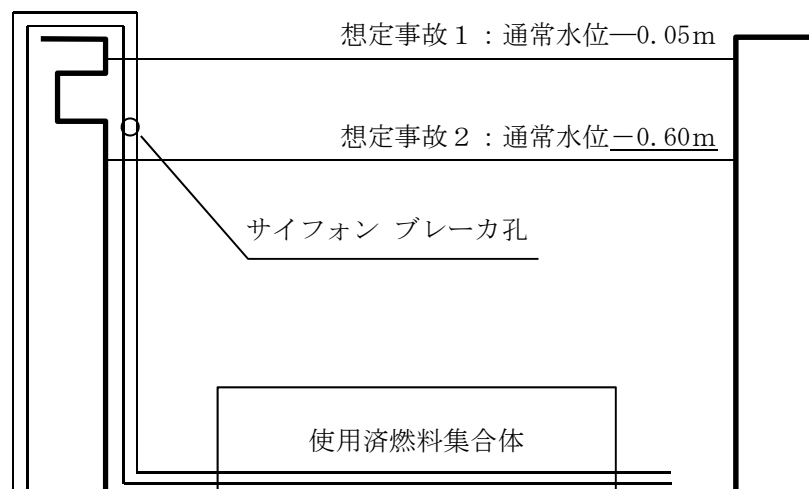 想定事故１：通常水位―0.05m
想定事故２：通常水位－0.60m
サイフォン ブレーカ孔
使用済燃料集合体